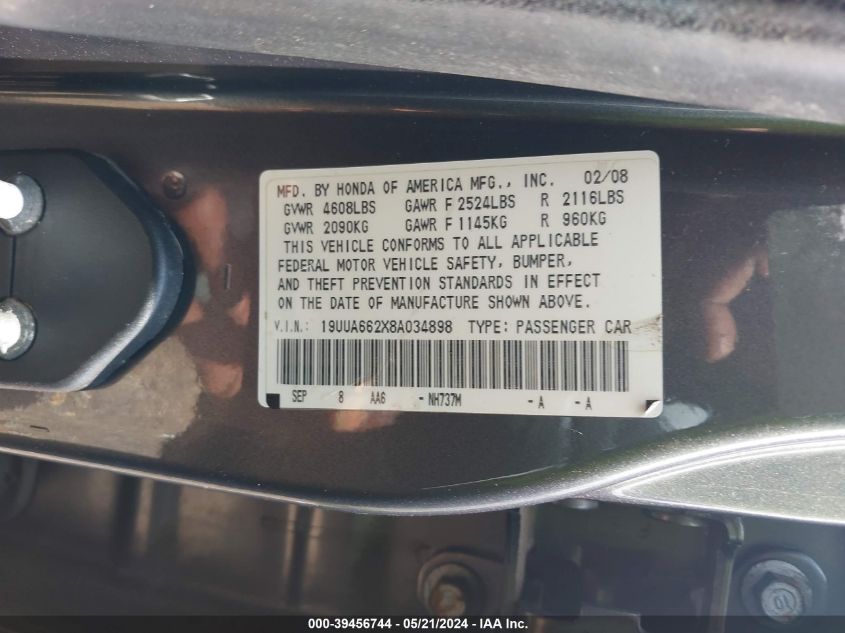 MFD. BY HONDA OF AMERICA MFG., INC. 02/08
GVWR 4608LBS GAWR F 2524LBS R 2116LBS
GVWR 2090KG GAWR F 1145KG R 960KG
THIS VEHICLE CONFORMS TO ALL APPLICABLE
FEDERAL MOTOR VEHICLE SAFETY, BUMPER,
AND THEFT PREVENTION STANDARDS IN EFFECT
ON THE DATE OF MANUFACTURE SHOWN ABOVE.
V.I.N.: 19UUA662X8A034898 TYPE: PASSENGER CAR
SEP 8 AA6 - NH737M - A - A
000-39456744 — 05/21/2024 — IAA Inc.